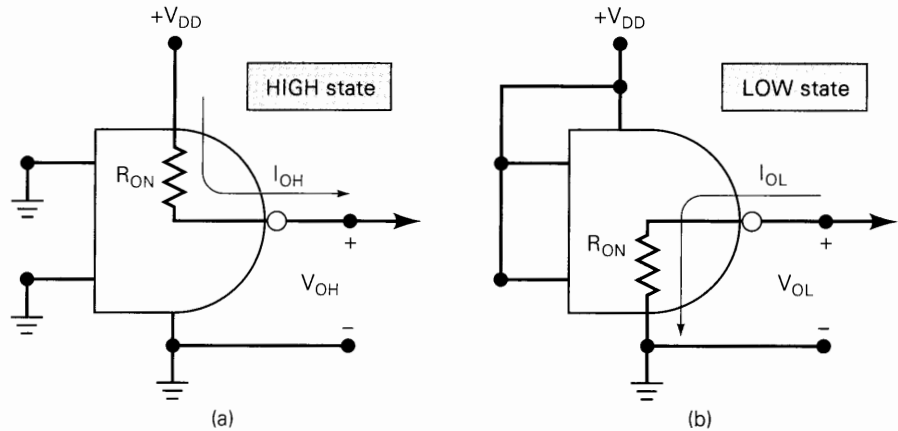 +V_DD
HIGH state
R_ON
I_OH
+
V_OH
–
(a)
+V_DD
LOW state
I_OL
R_ON
+
V_OL
–
(b)